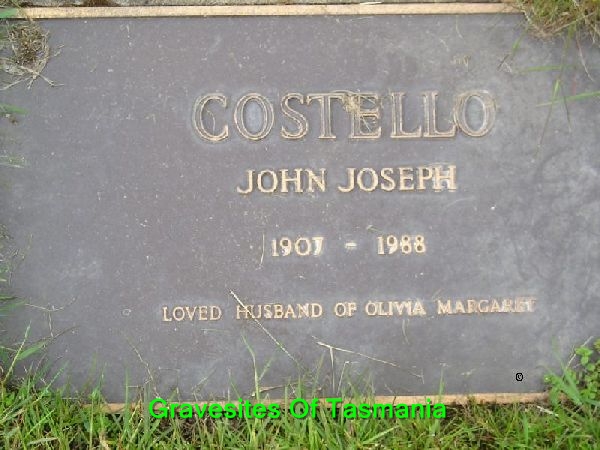 COSTELLO
JOHN JOSEPH
1907 - 1988
LOVED HUSBAND OF OLIVIA MARGARET
©
Gravesites Of Tasmania